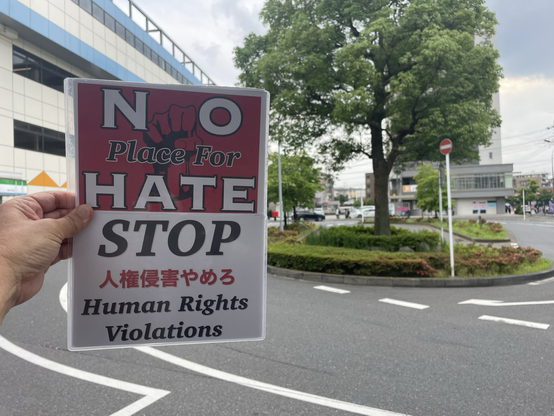 NO
Place For
HATE
STOP
人権侵害やめろ
Human Rights
Violations